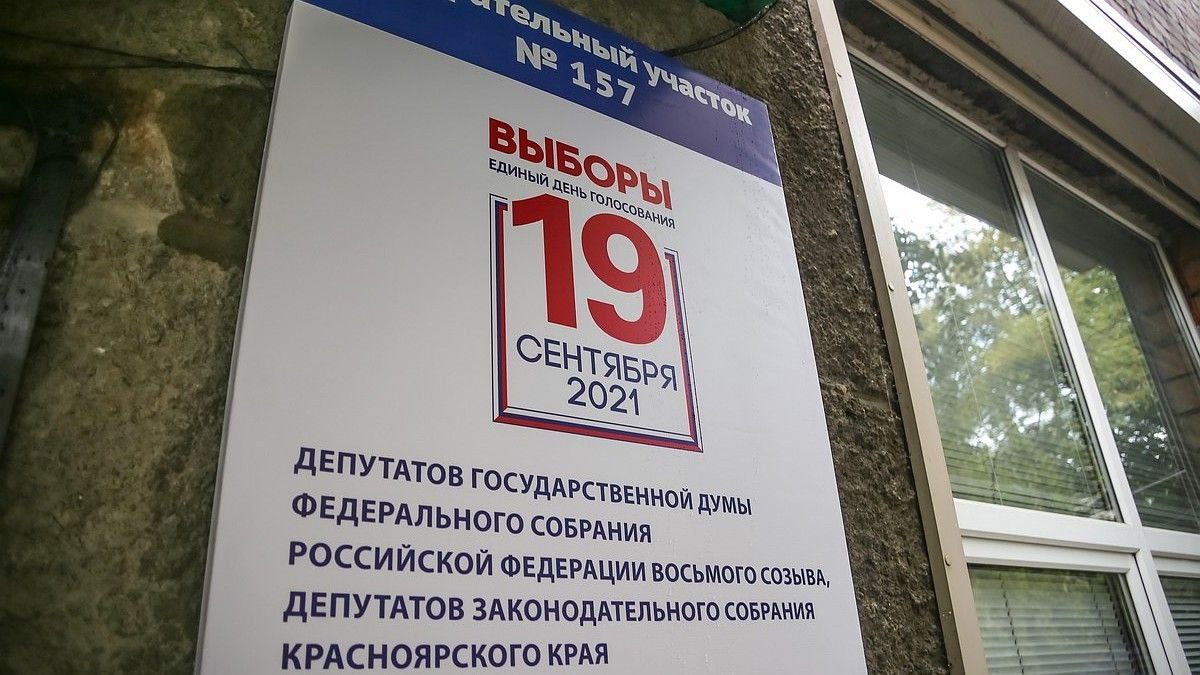 участок
№ 157
ВЫБОРЫ
ЕДИНЫЙ ДЕНЬ ГОЛОСОВАНИЯ
19
СЕНТЯБРЯ
2021
ДЕПУТАТОВ ГОСУДАРСТВЕННОЙ ДУМЫ
ФЕДЕРАЛЬНОГО СОБРАНИЯ
РОССИЙСКОЙ ФЕДЕРАЦИИ ВОСЬМОГО СОЗЫВА,
ДЕПУТАТОВ ЗАКОНОДАТЕЛЬНОГО СОБРАНИЯ
КРАСНОЯРСКОГО КРАЯ